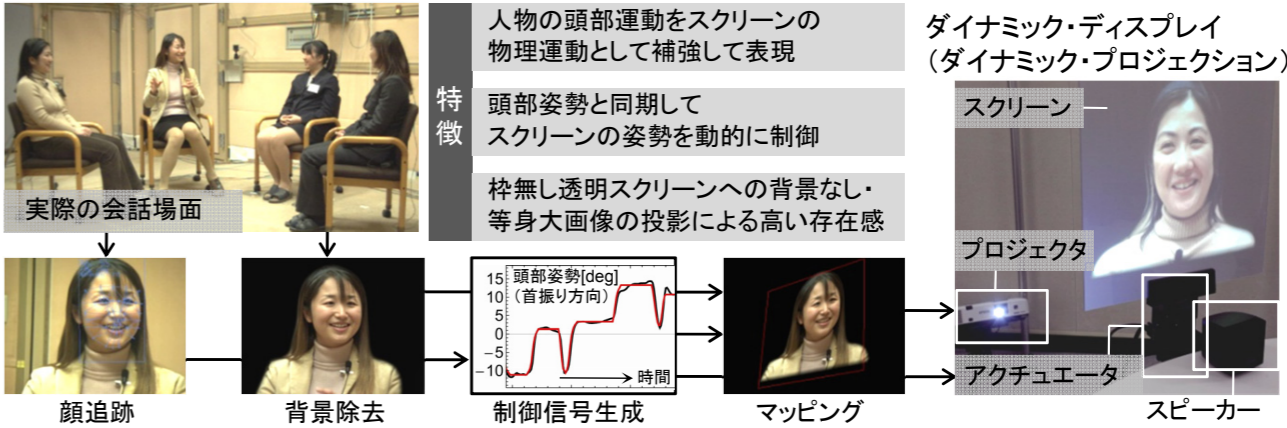 実際の会話場面
特徴
人物の頭部運動をスクリーンの
物理運動として補強して表現
頭部姿勢と同期して
スクリーンの姿勢を動的に制御
枠無し透明スクリーンへの背景なし・
等身大画像の投影による高い存在感
ダイナミック・ディスプレイ
（ダイナミック・プロジェクション）
スクリーン
プロジェクタ
アクチュエータ
スピーカー
顔追跡
背景除去
頭部姿勢[deg]
（首振り方向）
15
10
5
0
−5
−10
時間
制御信号生成
マッピング